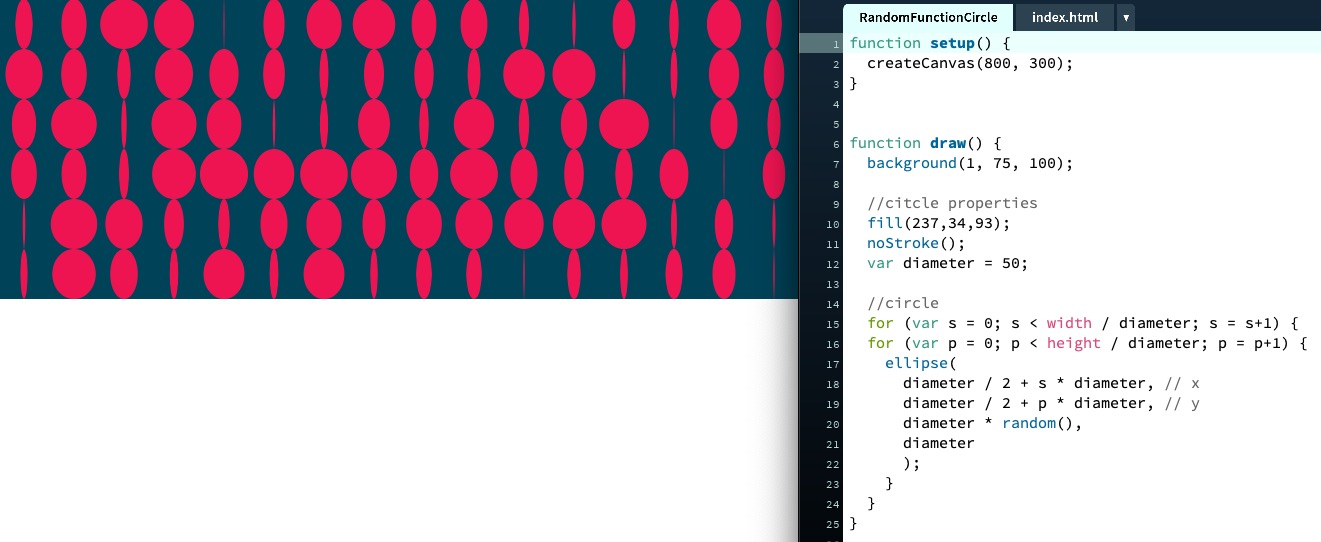 RandomFunctionCircle index.html ▼
1 function setup() {
2 createCanvas(800, 300);
3 }
4
5
6 function draw() {
7 background(1, 75, 100);
8
9 //citcle properties
10 fill(237,34,93);
11 noStroke();
12 var diameter = 50;
13
14 //circle
15 for (var s = 0; s < width / diameter; s = s+1) {
16 for (var p = 0; p < height / diameter; p = p+1) {
17 ellipse(
18 diameter / 2 + s * diameter, // x
19 diameter / 2 + p * diameter, // y
20 diameter * random(),
21 diameter
22 );
23 }
24 }
25 }